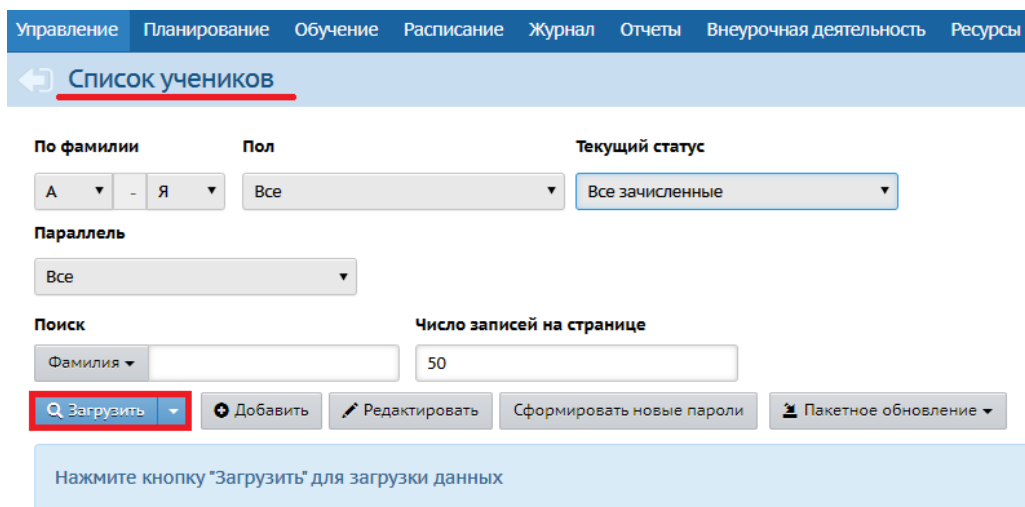 Управление Планирование Обучение Расписание Журнал Отчеты Внеурочная деятельность Ресурсы
Список учеников
По фамилии Пол Текущий статус
А - Я Все Все зачисленные
Параллель
Все
Поиск Число записей на странице
Фамилия 50
Загрузить Добавить Редактировать Сформировать новые пароли Пакетное обновление
Нажмите кнопку "Загрузить" для загрузки данных